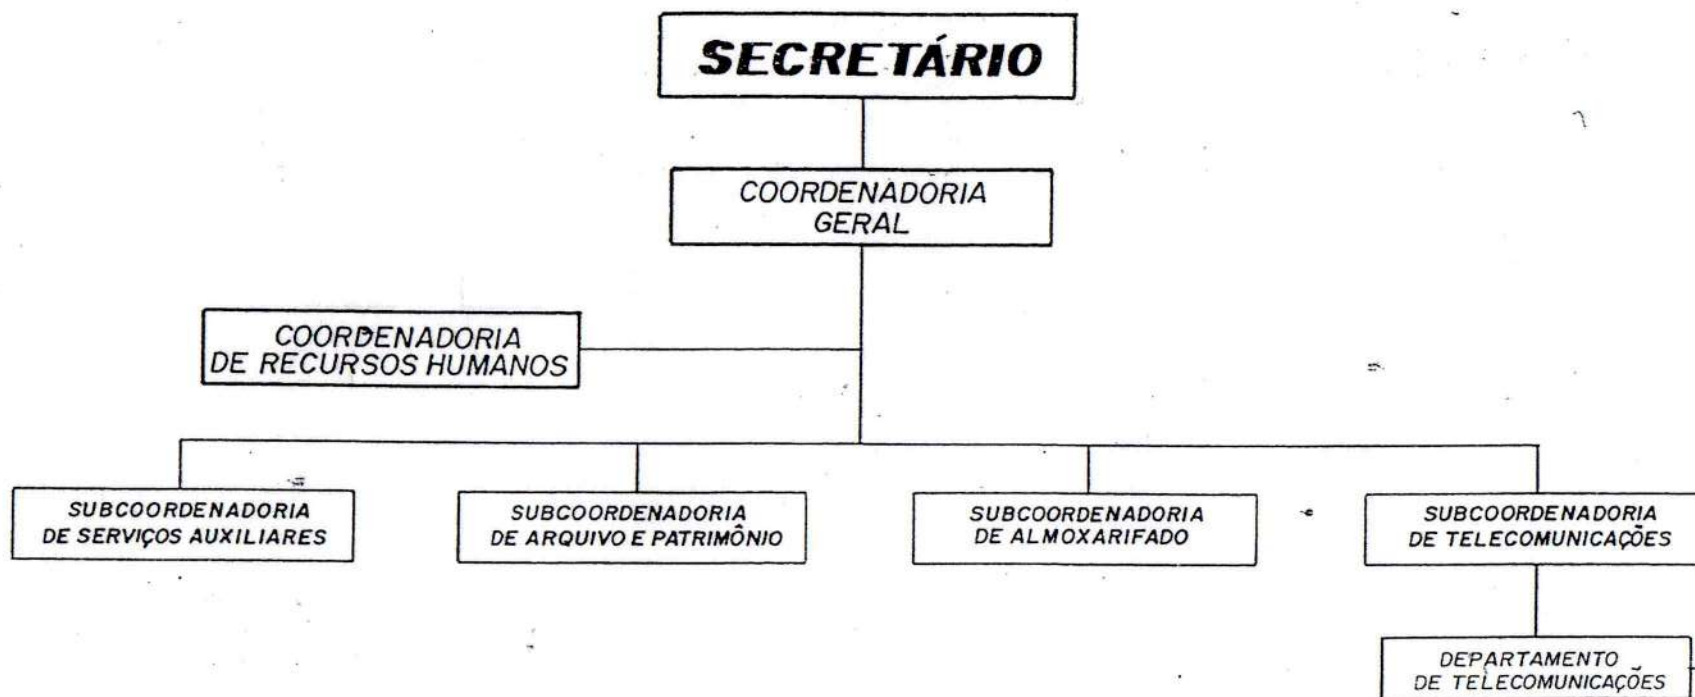 SECRETÁRIO
COORDENADORIA
GERAL
COORDENADORIA
DE RECURSOS HUMANOS
SUBCOORDENADORIA
DE SERVIÇOS AUXILIARES
SUBCOORDENADORIA
DE ARQUIVO E PATRIMÔNIO
SUBCOORDENADORIA
DE ALMOXARIFADO
SUBCOORDENADORIA
DE TELECOMUNICAÇÕES
DEPARTAMENTO
DE TELECOMUNICAÇÕES